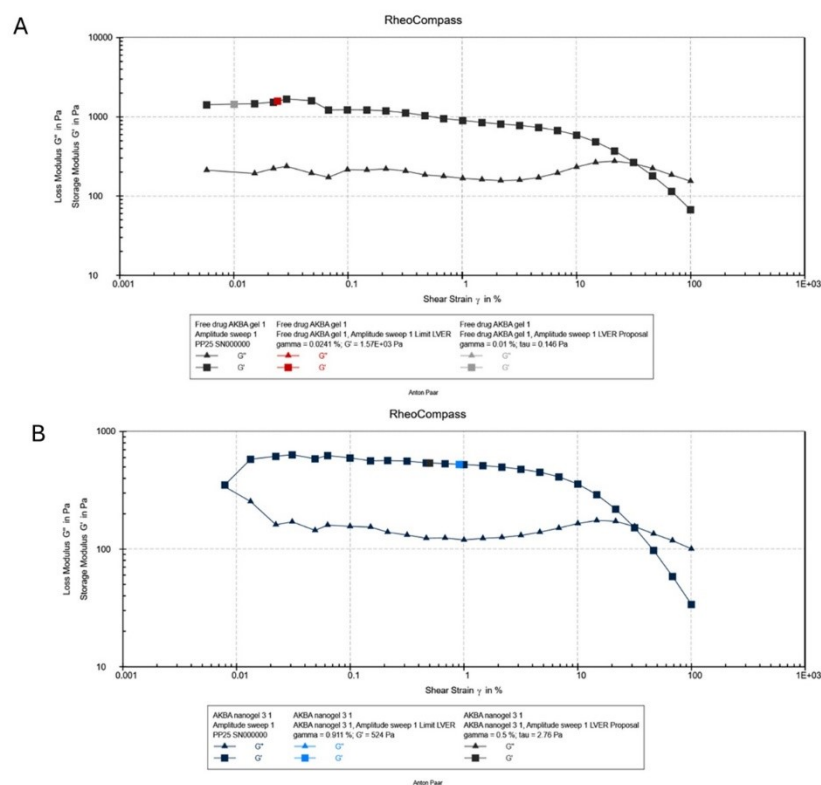 A
RheoCompass
10000
1000
100
10
Loss Modulus G" in Pa
Storage Modulus G' in Pa
0.001
0.01
0.1
1
10
100
1E+03
Shear Strain γ in %
Free drug AKBA gel 1
Amplitude sweep 1
PP25 SN000000
G"
G'
Free drug AKBA gel 1
Free drug AKBA gel 1, Amplitude sweep 1 Limit LVER
gamma = 0.0241 %; G' = 1.57E+03 Pa
G"
G'
Free drug AKBA gel 1
Free drug AKBA gel 1, Amplitude sweep 1 LVER Proposal
gamma = 0.01 %; tau = 0.146 Pa
G"
G'
Anton Paar
B
RheoCompass
1000
100
10
Loss Modulus G" in Pa
Storage Modulus G' in Pa
0.001
0.01
0.1
1
10
100
1E+03
Shear Strain γ in %
AKBA nanogel 3 1
Amplitude sweep 1
PP25 SN000000
G"
G'
AKBA nanogel 3 1
AKBA nanogel 3 1, Amplitude sweep 1 Limit LVER
gamma = 0.911 %; G' = 524 Pa
G"
G'
AKBA nanogel 3 1
AKBA nanogel 3 1, Amplitude sweep 1 LVER Proposal
gamma = 0.5 %; tau = 2.76 Pa
G"
G'
Anton Paar